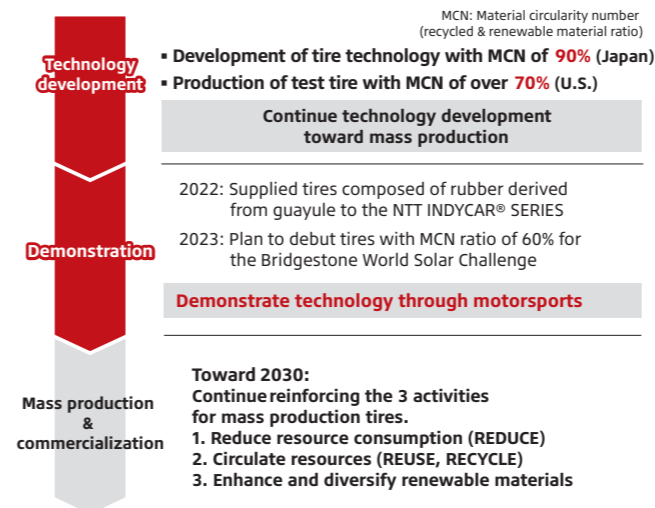 MCN: Material circularity number
(recycled & renewable material ratio)
Technology
development
▪ Development of tire technology with MCN of 90% (Japan)
▪ Production of test tire with MCN of over 70% (U.S.)
Continue technology development
toward mass production
Demonstration
2022: Supplied tires composed of rubber derived
from guayule to the NTT INDYCAR® SERIES
2023: Plan to debut tires with MCN ratio of 60% for
the Bridgestone World Solar Challenge
Demonstrate technology through motorsports
Mass production
&
commercialization
Toward 2030:
Continue reinforcing the 3 activities
for mass production tires.
1. Reduce resource consumption (REDUCE)
2. Circulate resources (REUSE, RECYCLE)
3. Enhance and diversify renewable materials